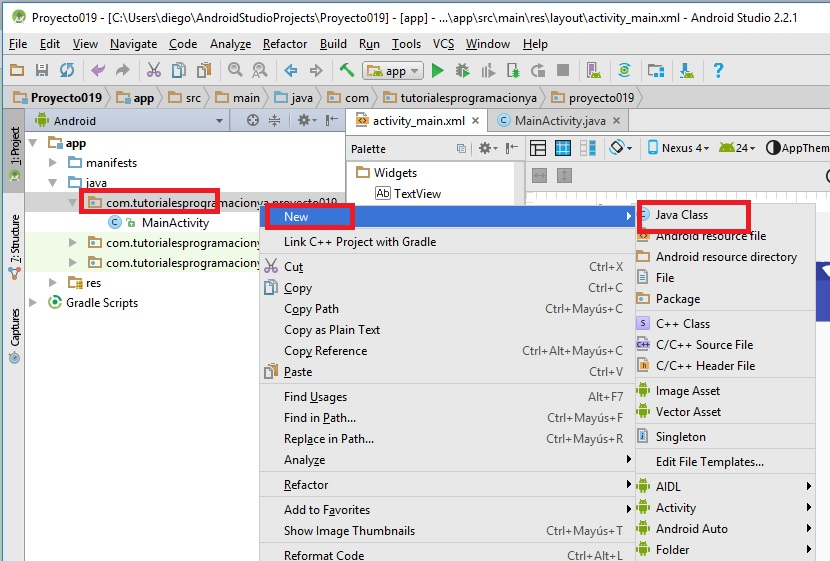 Proyecto019 - [C:\Users\diego\AndroidStudioProjects\Proyecto019] - [app] - ...\app\src\main\res\layout\activity_main.xml - Android Studio 2.2.1
File Edit View Navigate Code Analyze Refactor Build Run Tools VCS Window Help
app
Proyecto019 app src main java com tutorialesprogramacionya proyecto019
1: Project
7: Structure
Captures
Android
app
manifests
java
com.tutorialesprogramacionya.proyecto019
MainActivity
com.tutorialesprogramacionya
com.tutorialesprogramacionya
res
Gradle Scripts
activity_main.xml MainActivity.java
Palette
Widgets
Ab TextView
Nexus 4 24 AppThem
New
Link C++ Project with Gradle
Cut Ctrl+X
Copy Ctrl+C
Copy Path Ctrl+Mayús+C
Copy as Plain Text
Copy Reference Ctrl+Alt+Mayús+C
Paste Ctrl+V
Find Usages Alt+F7
Find in Path... Ctrl+Mayús+F
Replace in Path... Ctrl+Mayús+R
Analyze
Refactor
Add to Favorites
Show Image Thumbnails Ctrl+Mayús+T
Reformat Code Ctrl+Alt+L
Java Class
Android resource file
Android resource directory
File
Package
C++ Class
C/C++ Source File
C/C++ Header File
Image Asset
Vector Asset
Singleton
Edit File Templates...
AIDL
Activity
Android Auto
Folder